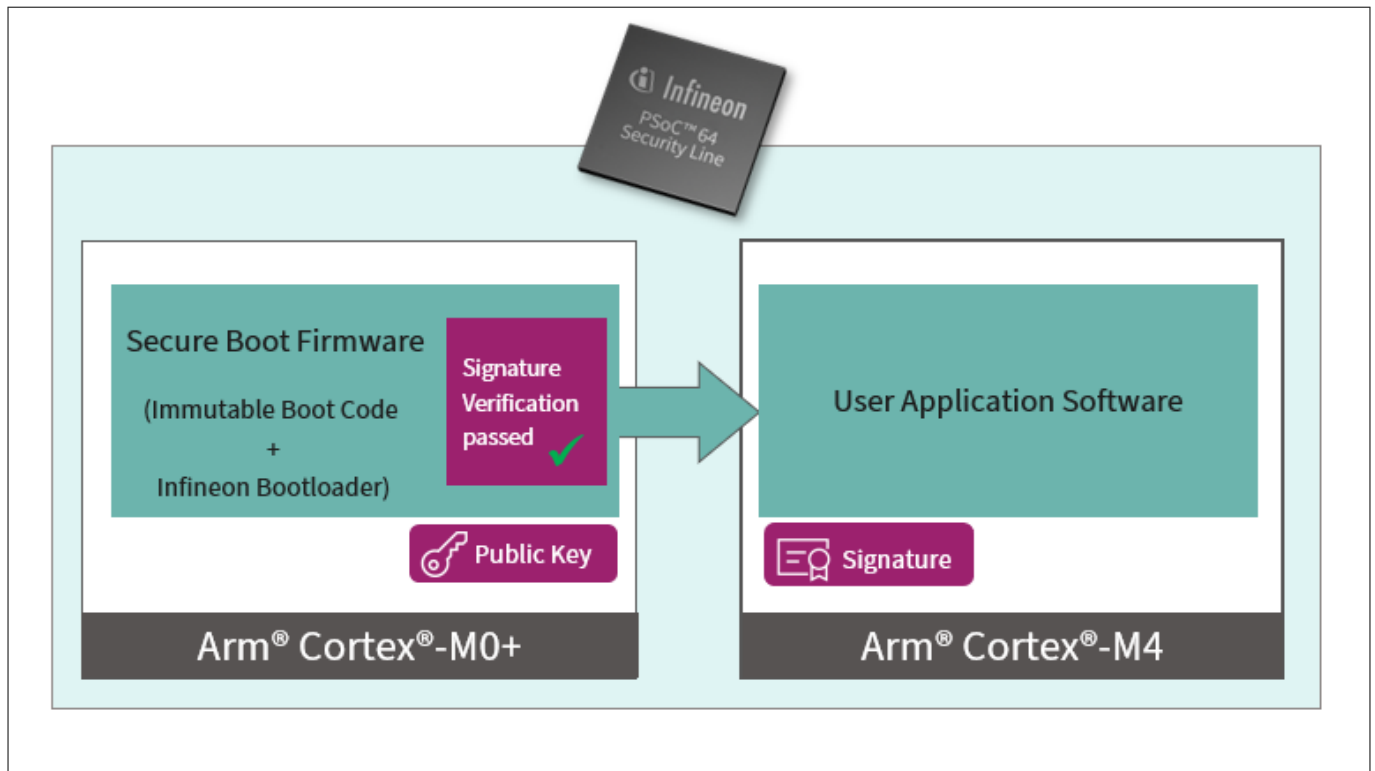 Infineon
PSoC™ 64
Security Line
Secure Boot Firmware
(Immutable Boot Code
+
Infineon Bootloader)
Signature
Verification
passed
Public Key
Arm® Cortex®-M0+
User Application Software
Signature
Arm® Cortex®-M4